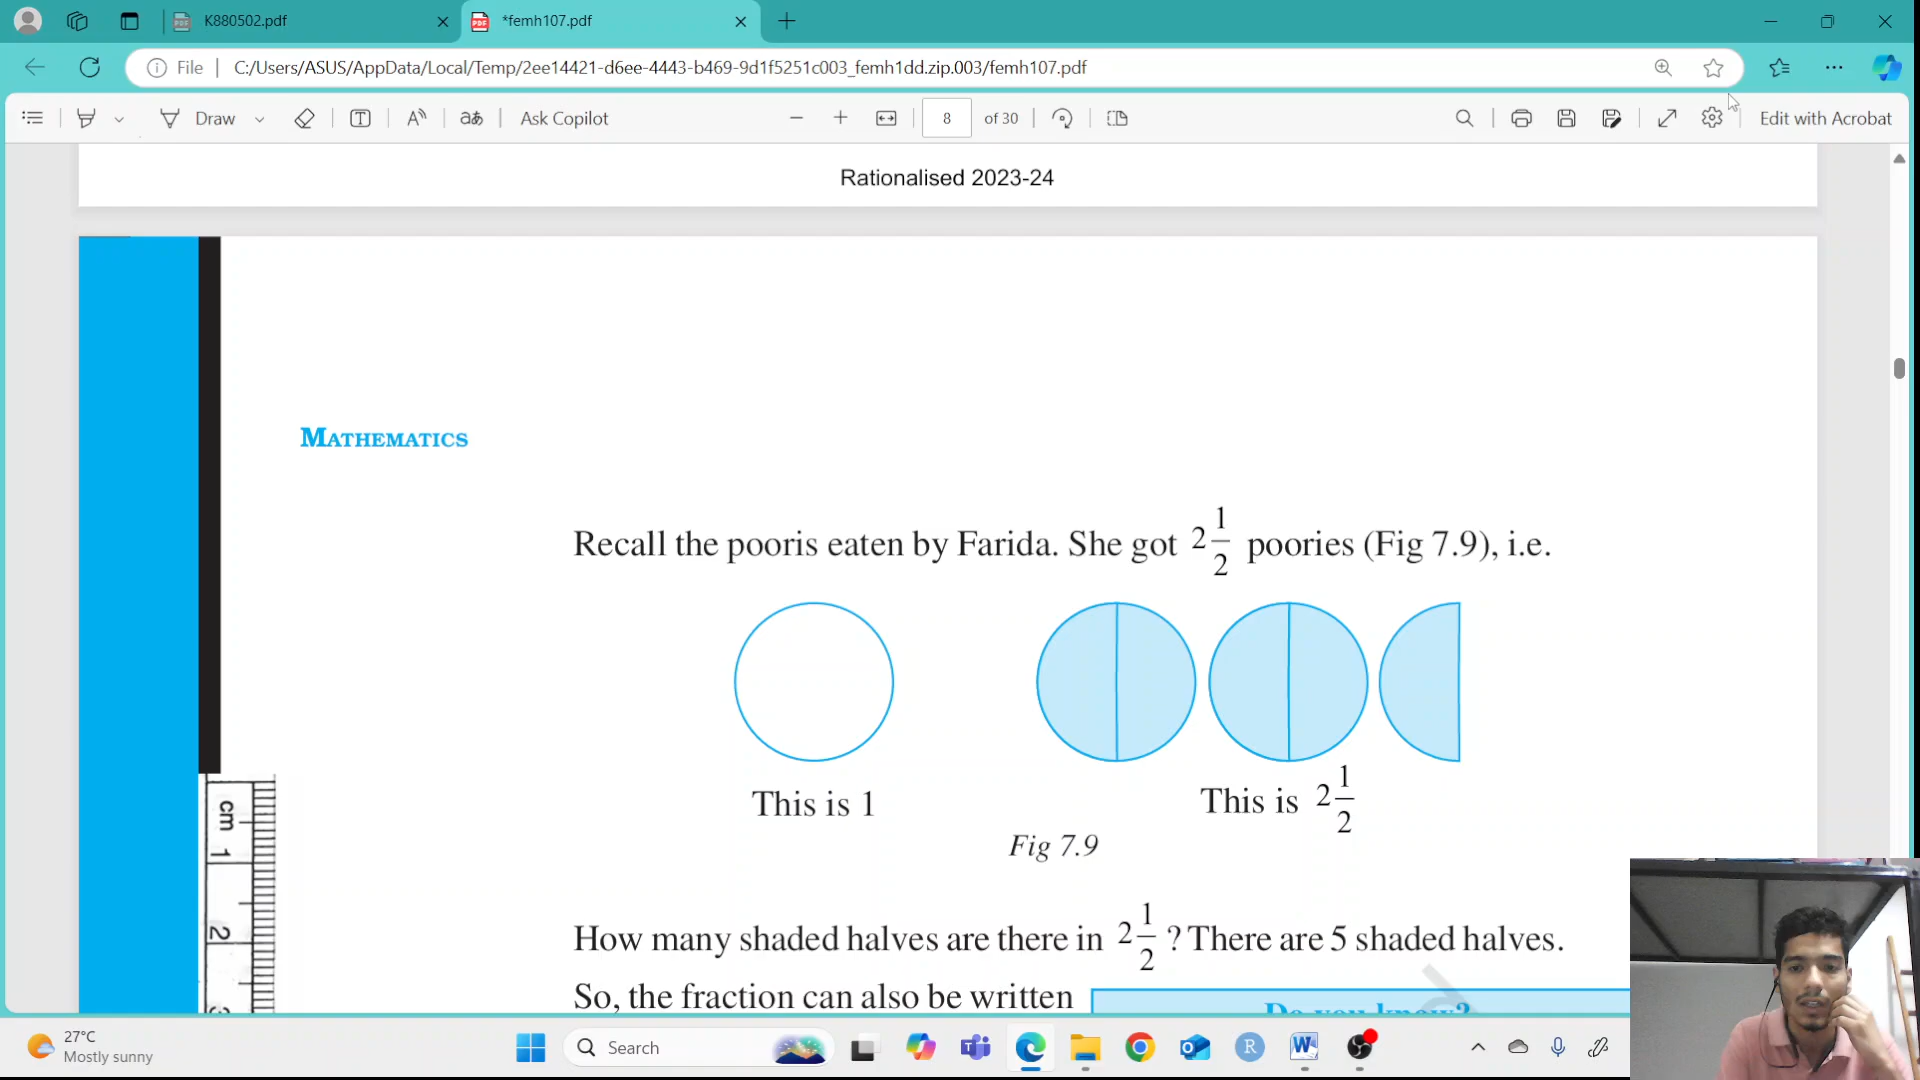 K880502.pdf
*femh107.pdf
File
C:/Users/ASUS/AppData/Local/Temp/2ee14421-d6ee-4443-b469-9d1f5251c003_femh1dd.zip.003/femh107.pdf
Draw
Ask Copilot
8 of 30
Edit with Acrobat
Rationalised 2023-24
MATHEMATICS
Recall the pooris eaten by Farida. She got 2 1/2 poories (Fig 7.9), i.e.
This is 1
This is 2 1/2
Fig 7.9
How many shaded halves are there in 2 1/2 ? There are 5 shaded halves.
So, the fraction can also be written
Do you know?
cm
1
2
27°C
Mostly sunny
Search